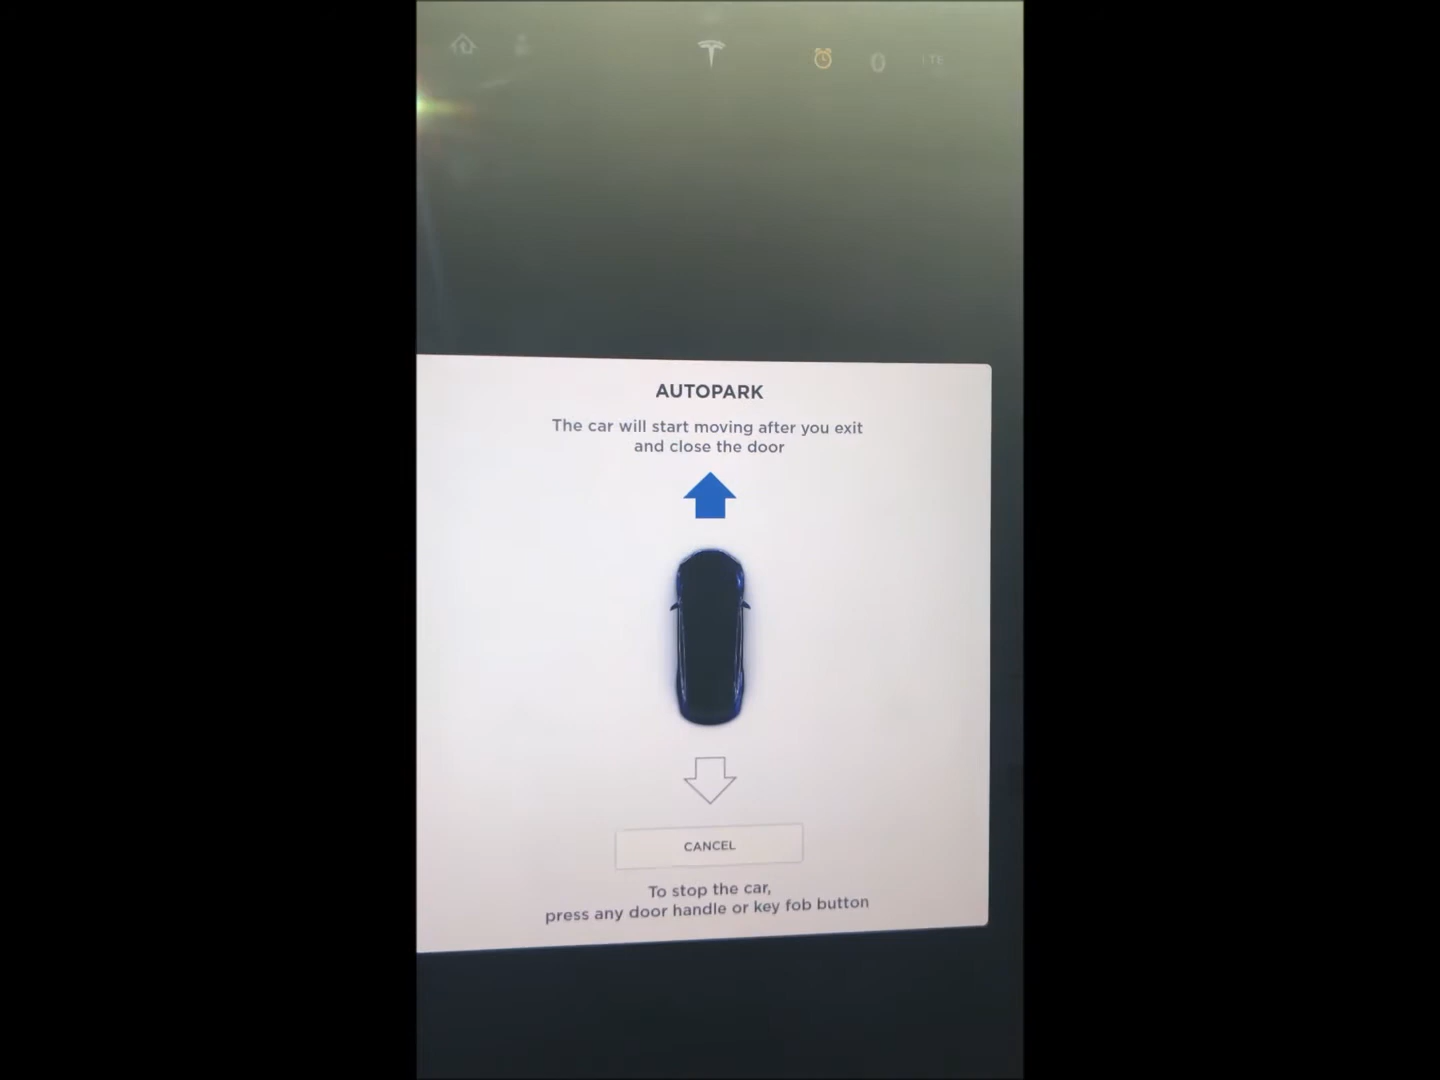 LTE
AUTOPARK
The car will start moving after you exit
and close the door
CANCEL
To stop the car,
press any door handle or key fob button